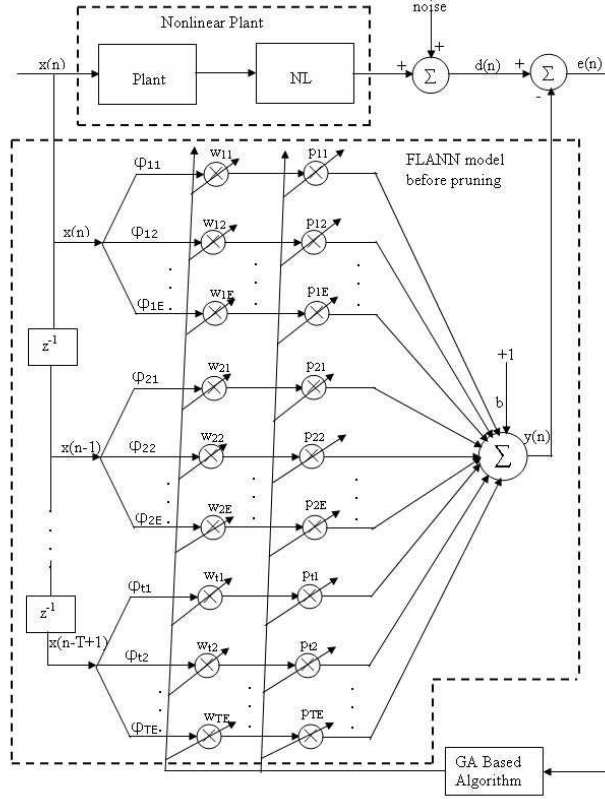 noise
Nonlinear Plant
x(n)
Plant
NL
+
+
Σ
d(n)
+
-
Σ
e(n)
FLANN model
before pruning
φ11
w11
p11
x(n)
φ12
w12
p12
φ1E
w1E
p1E
z-1
φ21
w21
p21
+1
b
x(n-1)
φ22
w22
p22
Σ
y(n)
φ2E
w2E
p2E
z-1
φt1
wt1
pt1
x(n-T+1)
φt2
wt2
pt2
φTE
wTE
pTE
GA Based
Algorithm